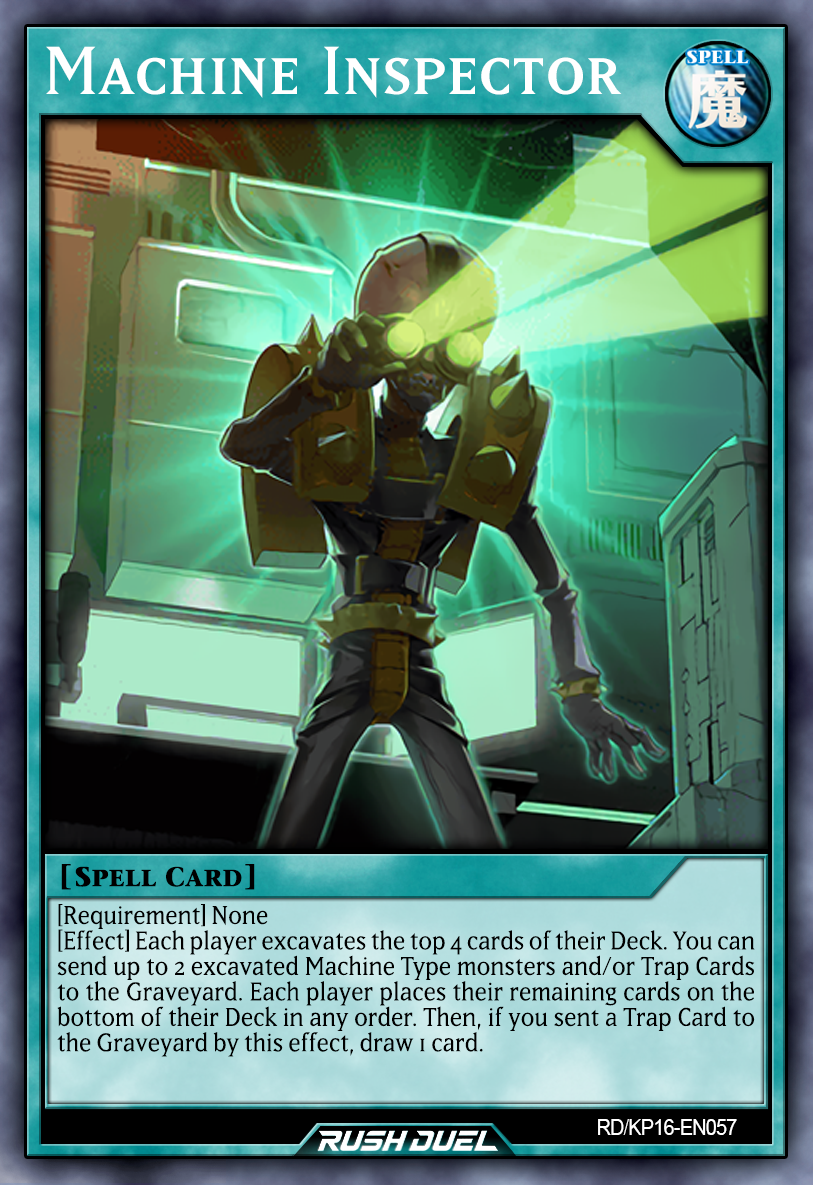 Machine Inspector
SPELL
魔
[Spell Card]
[Requirement] None
[Effect] Each player excavates the top 4 cards of their Deck. You can
send up to 2 excavated Machine Type monsters and/or Trap Cards
to the Graveyard. Each player places their remaining cards on the
bottom of their Deck in any order. Then, if you sent a Trap Card to
the Graveyard by this effect, draw 1 card.
RD/KP16-EN057
RUSH DUEL